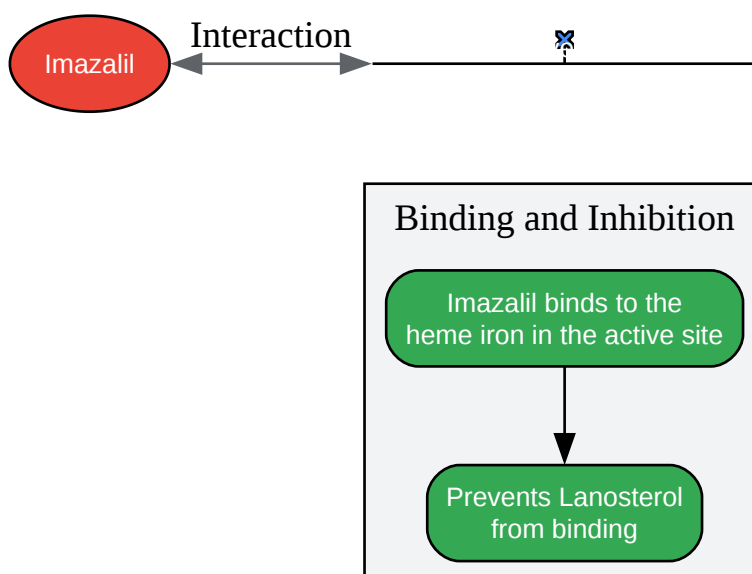 Interaction
Imazalil
Binding and Inhibition
Imazalil binds to the
heme iron in the active site
Prevents Lanosterol
from binding